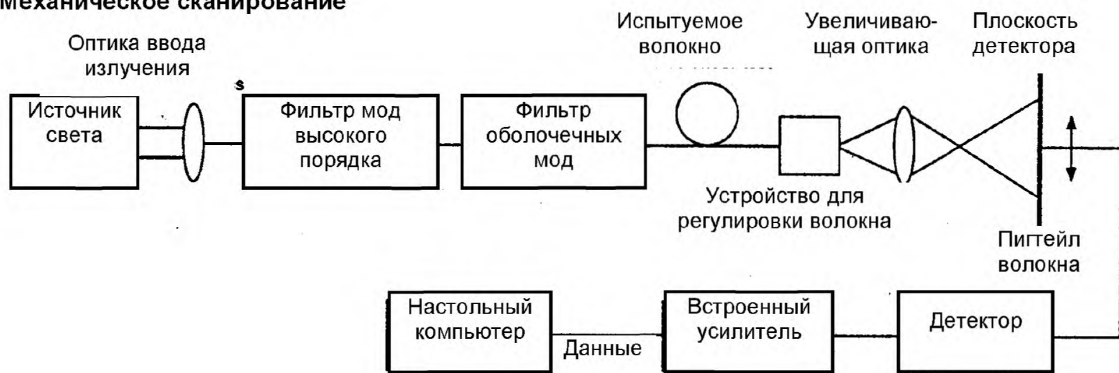 Механическое сканирование
Оптика ввода
излучения
Испытуемое
волокно
Увеличиваю-
щая оптика
Плоскость
детектора
s
Источник
света
Фильтр мод
высокого
порядка
Фильтр
оболочечных
мод
Устройство для
регулировки волокна
Пигтейл
волокна
Настольный
компьютер
Данные
Встроенный
усилитель
Детектор